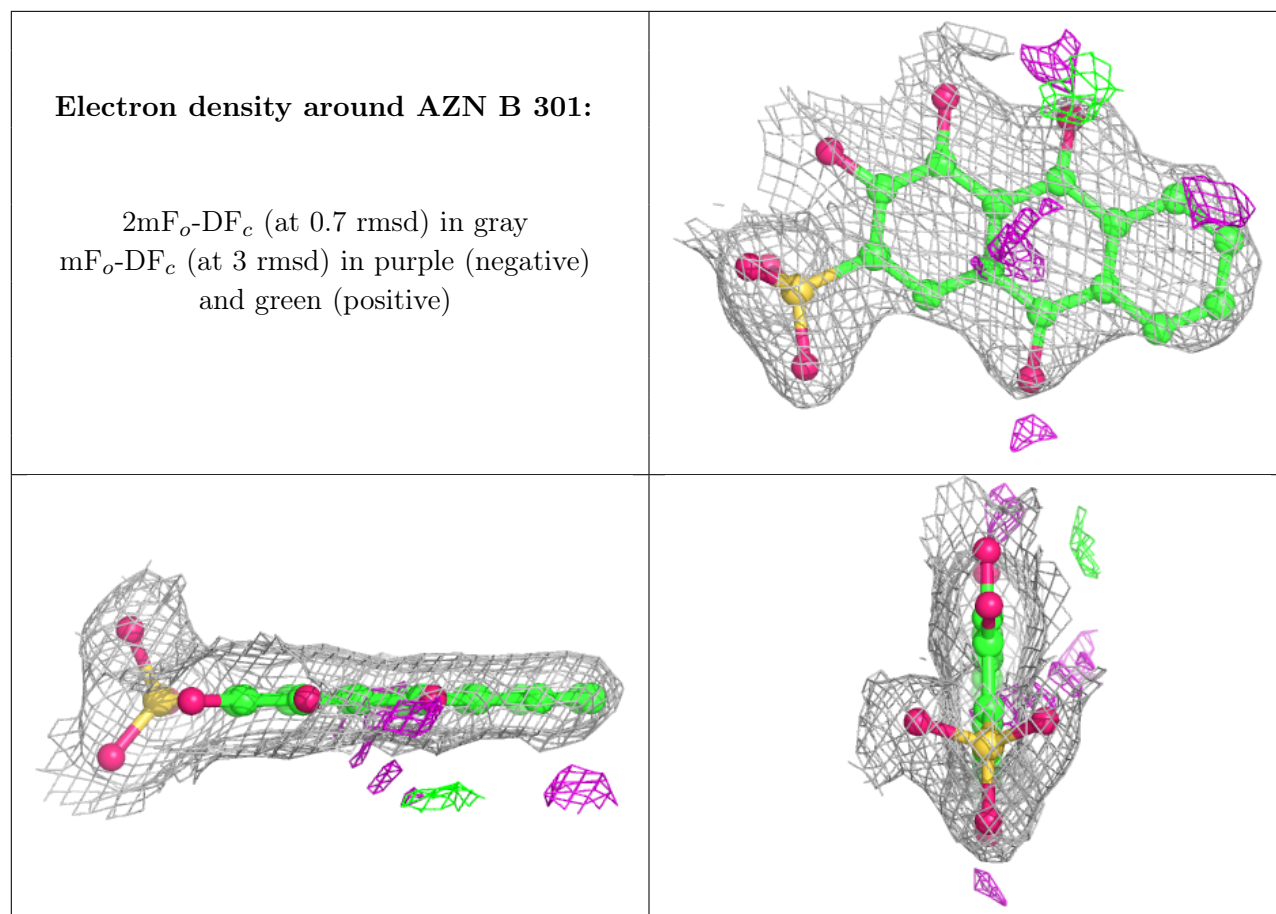 Electron density around AZN B 301:
2mFo-DFc (at 0.7 rmsd) in gray
mFo-DFc (at 3 rmsd) in purple (negative)
and green (positive)